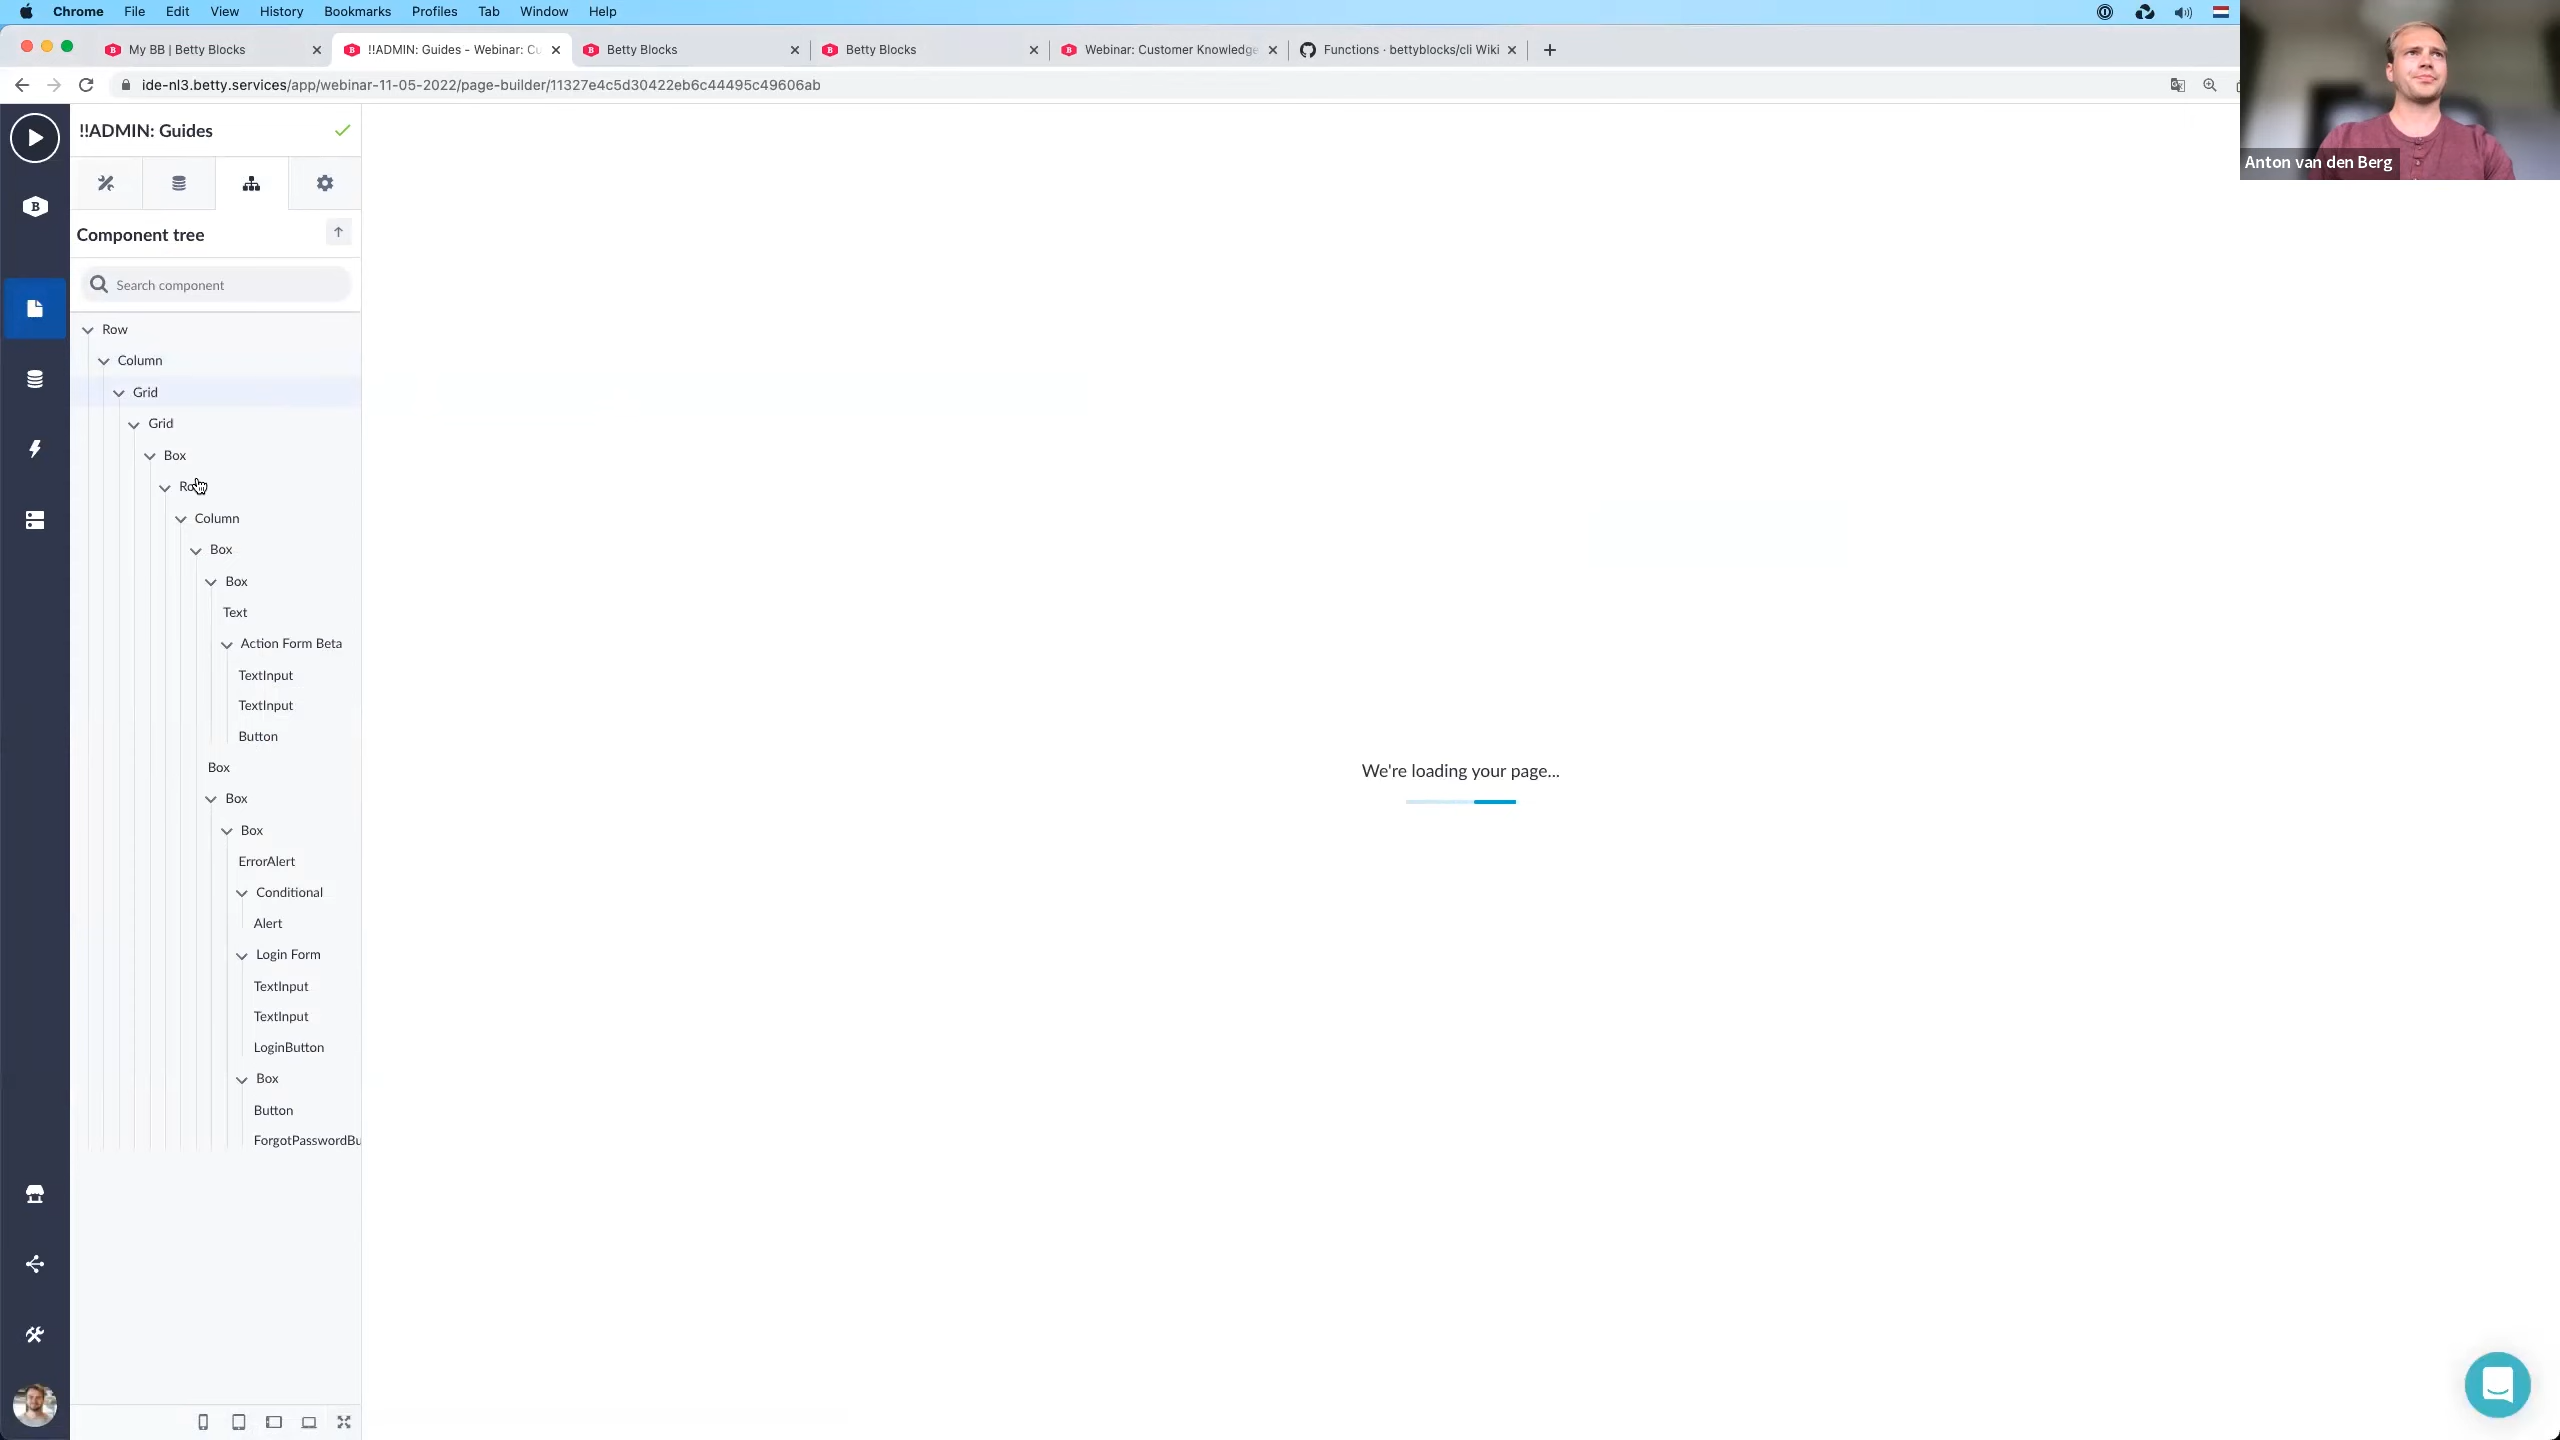 Chrome File Edit View History Bookmarks Profiles Tab Window Help
My BB | Betty Blocks
!!ADMIN: Guides - Webinar: Cu
Betty Blocks
Betty Blocks
Webinar: Customer Knowledge
Functions · bettyblocks/cli Wiki
ide-nl3.betty.services/app/webinar-11-05-2022/page-builder/11327e4c5d30422eb6c44495c49606ab
Anton van den Berg
!!ADMIN: Guides
Component tree
Search component
Row
Column
Grid
Grid
Box
Column
Box
Box
Text
Action Form Beta
TextInput
TextInput
Button
We're loading your page...
Box
Box
Box
ErrorAlert
Conditional
Alert
Login Form
TextInput
TextInput
LoginButton
Box
Button
ForgotPasswordBu